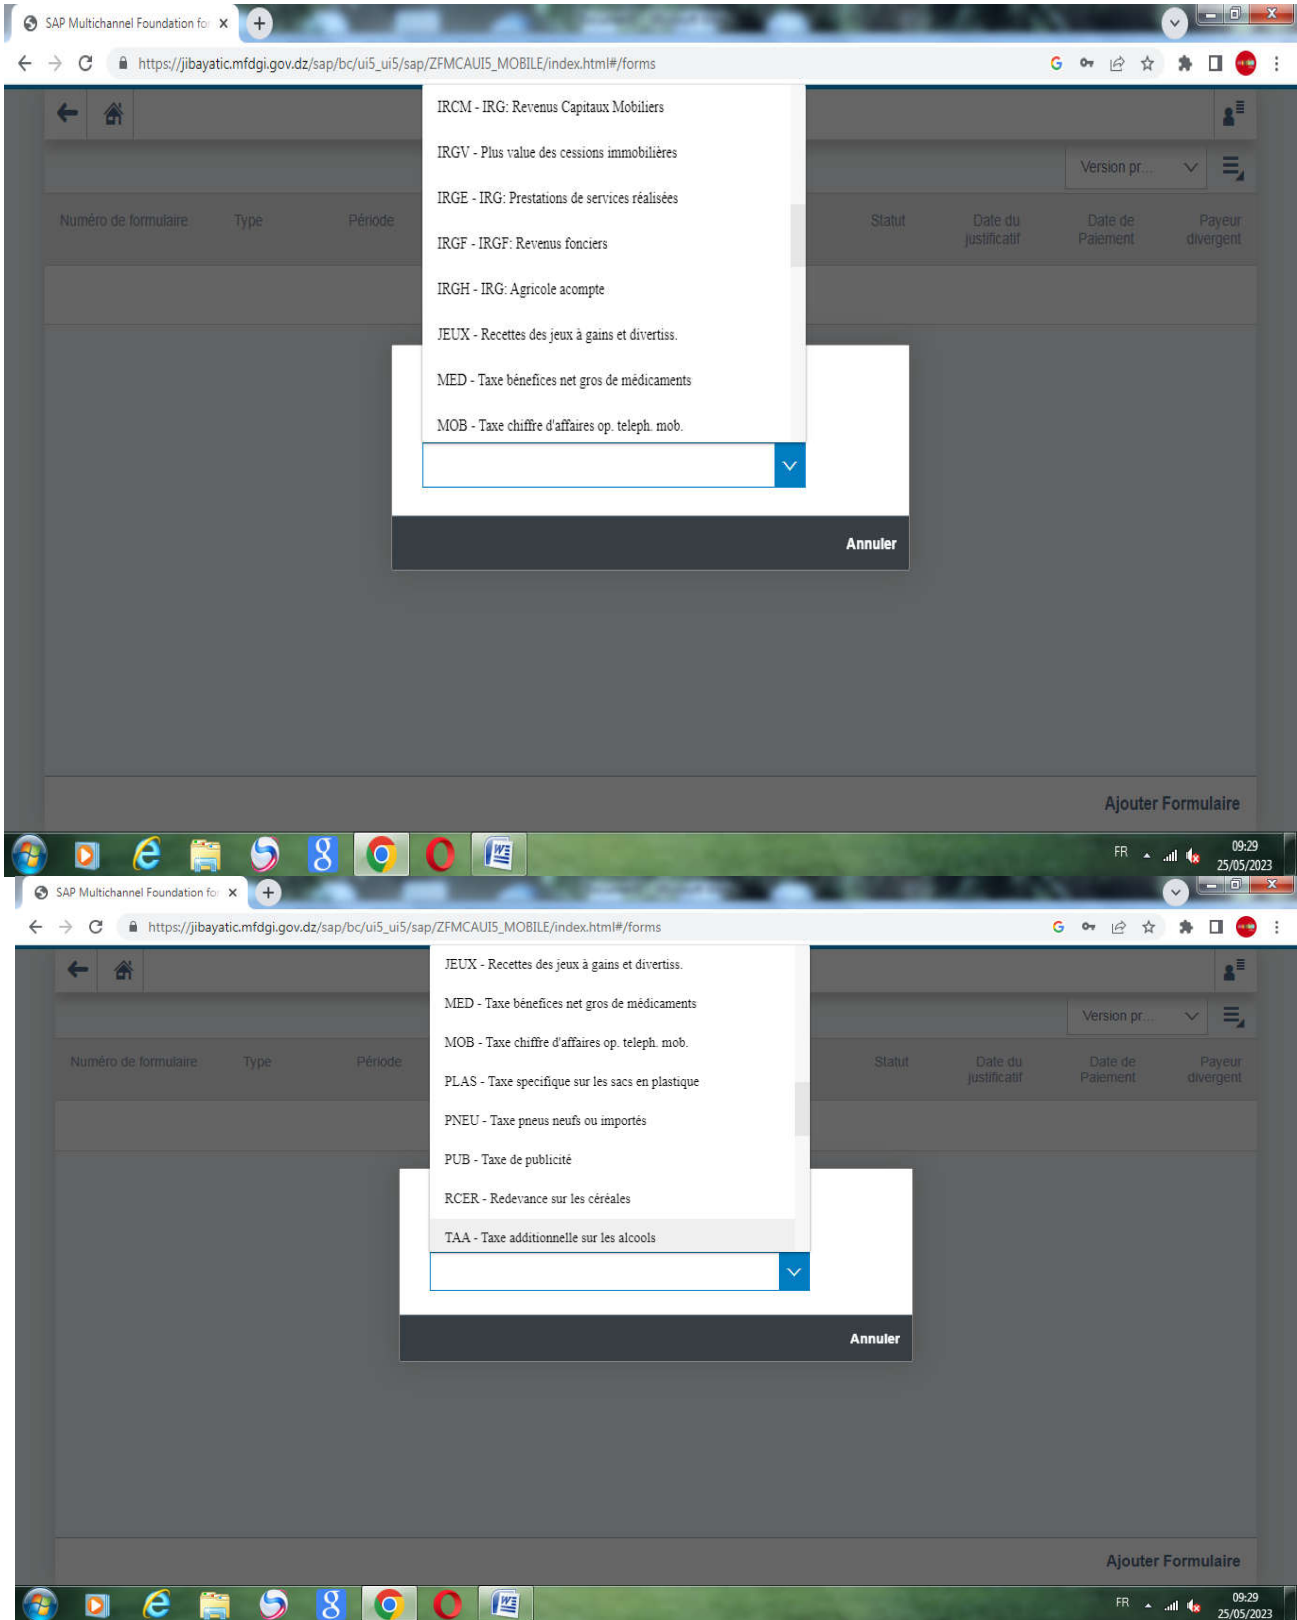 SAP Multichannel Foundation for
https://jibayatic.mfdgi.gov.dz/sap/bc/ui5_ui5/sap/ZFMCAUI5_MOBILE/index.html#/forms
IRCM - IRG: Revenus Capitaux Mobiliers
IRGV - Plus value des cessions immobilières
Version pr...
IRGE - IRG: Prestations de services réalisées
Numéro de formulaire Type Période Statut Date du justificatif Date de Paiement Payeur divergent
IRGF - IRGF: Revenus fonciers
IRGH - IRG: Agricole acompte
JEUX - Recettes des jeux à gains et divertiss.
MED - Taxe bénefices net gros de médicaments
MOB - Taxe chiffre d'affaires op. teleph. mob.
Annuler
Ajouter Formulaire
FR 09:29
25/05/2023
SAP Multichannel Foundation for
https://jibayatic.mfdgi.gov.dz/sap/bc/ui5_ui5/sap/ZFMCAUI5_MOBILE/index.html#/forms
JEUX - Recettes des jeux à gains et divertiss.
MED - Taxe bénefices net gros de médicaments
Version pr...
MOB - Taxe chiffre d'affaires op. teleph. mob.
Numéro de formulaire Type Période Statut Date du justificatif Date de Paiement Payeur divergent
PLAS - Taxe specifique sur les sacs en plastique
PNEU - Taxe pneus neufs ou importés
PUB - Taxe de publicité
RCER - Redevance sur les céréales
TAA - Taxe additionnelle sur les alcools
Annuler
Ajouter Formulaire
FR 09:29
25/05/2023